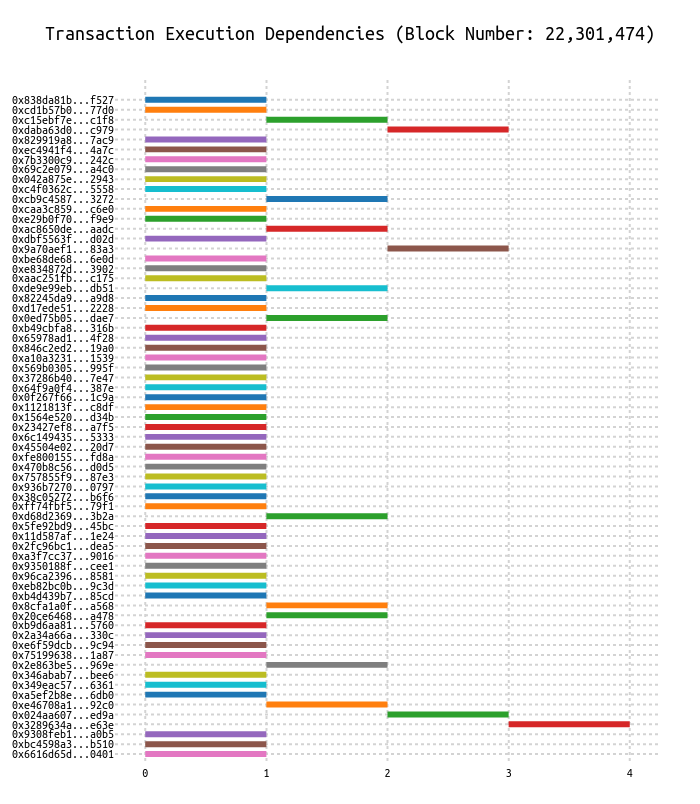 Transaction Execution Dependencies (Block Number: 22,301,474)
0x838da81b...f527
0xcd1b57b0...77d0
0xc15ebf7e...c1f8
0xdaba63d0...c979
0x829919a8...7ac9
0xec4941f4...4a7c
0x7b3300c9...242c
0x69c2e079...a4c0
0x042a875e...2943
0xc4f0362c...5558
0xcb9c4587...3272
0xcaa3c859...c6e0
0xe29b0f70...f9e9
0xac8650de...aadc
0xdbf5563f...d02d
0x9a70aef1...83a3
0xbe68de68...6e0d
0xe834872d...3902
0xaac251fb...c175
0xde9e99eb...db51
0x82245da9...a9d8
0xd17ede51...2228
0x0ed75b05...dae7
0xb49cbfa8...316b
0x65978ad1...4f28
0x846c2ed2...19a0
0xa10a3231...1539
0x569b0305...995f
0x37286b40...7e47
0x64f9a0f4...387e
0x0f267f66...1c9a
0x1121813f...c8df
0x1564e520...d34b
0x23427ef8...a7f5
0x6c149435...5333
0x45504e02...20d7
0xfe800155...fd8a
0x470b8c56...d0d5
0x757855f9...87e3
0x936b7270...0797
0x38c05272...b6f6
0xff74fbf5...79f1
0xd68d2369...3b2a
0x5fe92bd9...45bc
0x11d587af...1e24
0x2fc96bc1...dea5
0xa3f7cc37...9016
0x9350188f...cee1
0x96ca2396...8581
0xeb82bc0b...9c3d
0xb4d439b7...85cd
0x8cfa1a0f...a568
0x20ce6468...a478
0xb9d6aa81...5760
0x2a34a66a...330c
0xe6f59dcb...9c94
0x75199638...1a87
0x2e863be5...969e
0x346abab7...bee6
0x349eac57...6361
0xa5ef2b8e...6db0
0xe46708a1...92c0
0x024aa607...ed9a
0x3289634a...e63e
0x9308feb1...a0b5
0xbc4598a3...b510
0x6616d65d...0401
0 1 2 3 4